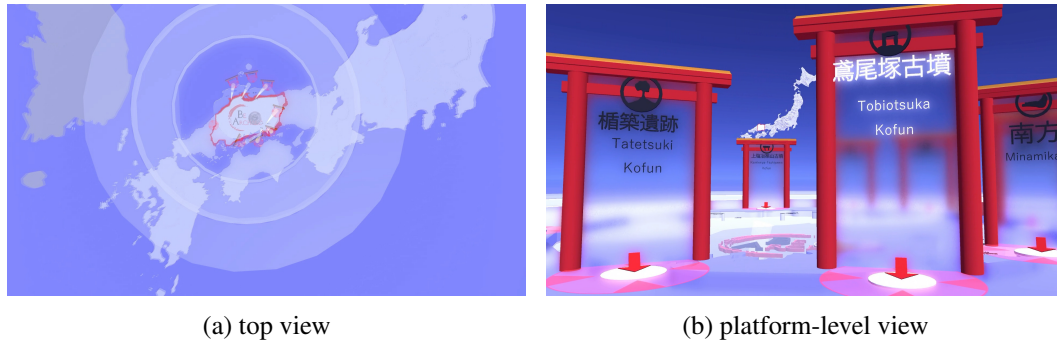 楯築遺跡
Tatetsuki
Kofun
鳶尾塚古墳
Tobiotsuka
Kofun
南方
Minamika
(a) top view
(b) platform-level view